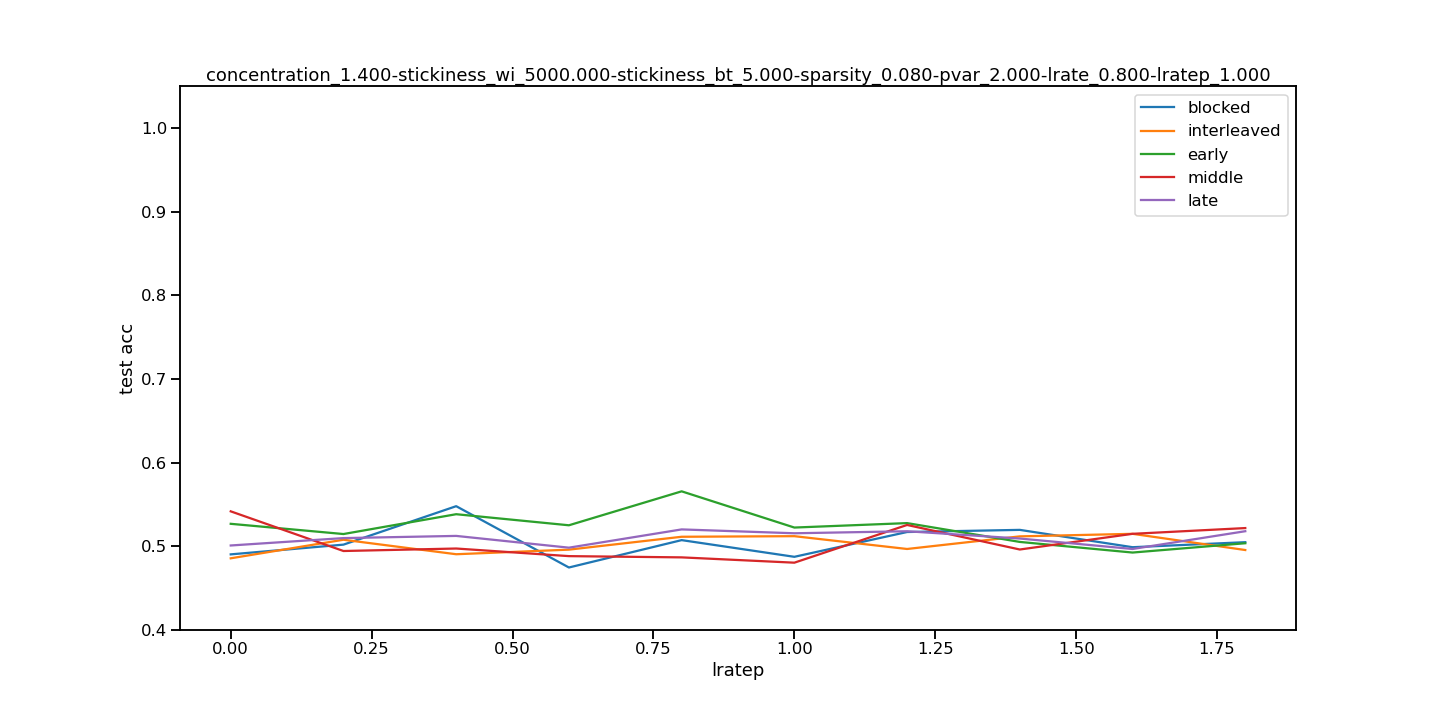 concentration_1.400-stickiness_wi_5000.000-stickiness_bt_5.000-sparsity_0.080-pvar_2.000-lrate_0.800-lratep_1.000
blocked
interleaved
early
middle
late
1.0
0.9
0.8
0.7
0.6
0.5
0.4
test acc
0.00 0.25 0.50 0.75 1.00 1.25 1.50 1.75
lratep